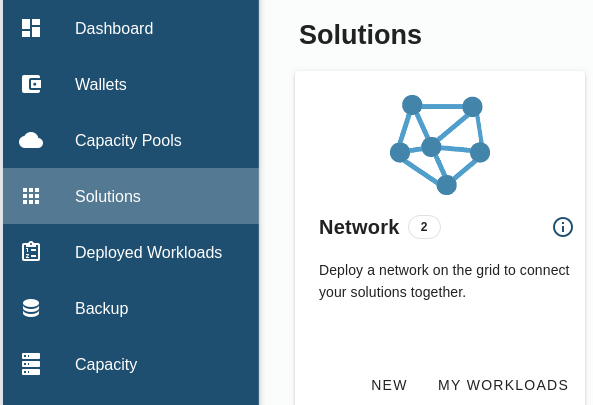 Dashboard
Wallets
Capacity Pools
Solutions
Deployed Workloads
Backup
Capacity
Solutions
Network 2
Deploy a network on the grid to connect
your solutions together.
NEW MY WORKLOADS